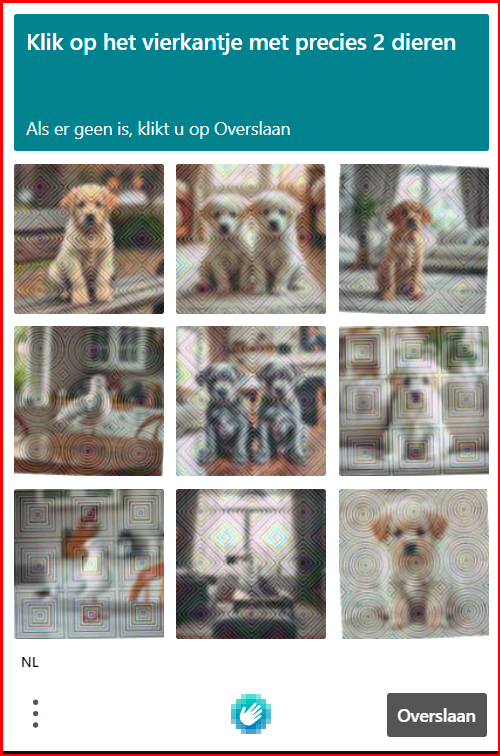 Klik op het vierkantje met precies 2 dieren
Als er geen is, klikt u op Overslaan
NL
Overslaan